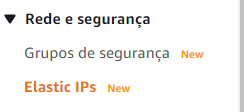 Rede e segurança
Grupos de segurança New
Elastic IPs New